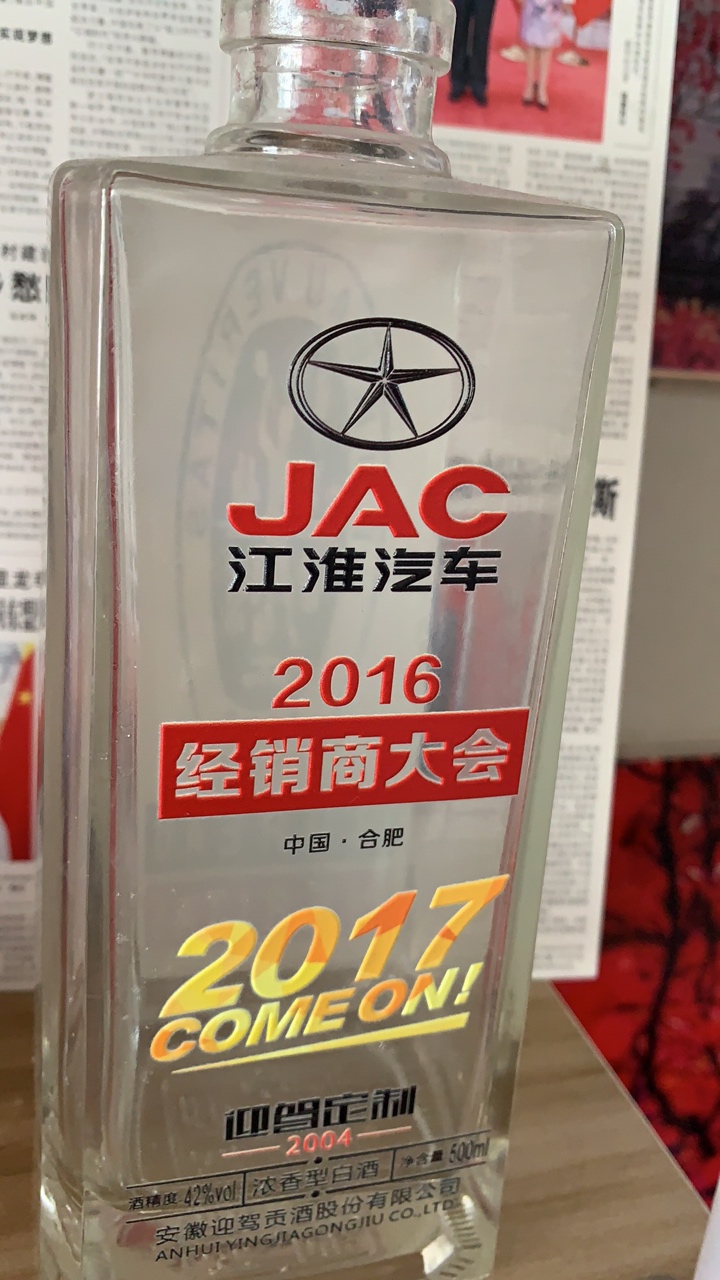 JAC
江淮汽车
2016
经销商大会
中国·合肥
2017
COME ON!
迎驾定制
2004
酒精度 42%vol 浓香型白酒 净含量 500ml
安徽迎驾贡酒股份有限公司
ANHUI YINGJIAGONGJIU CO.,LTD